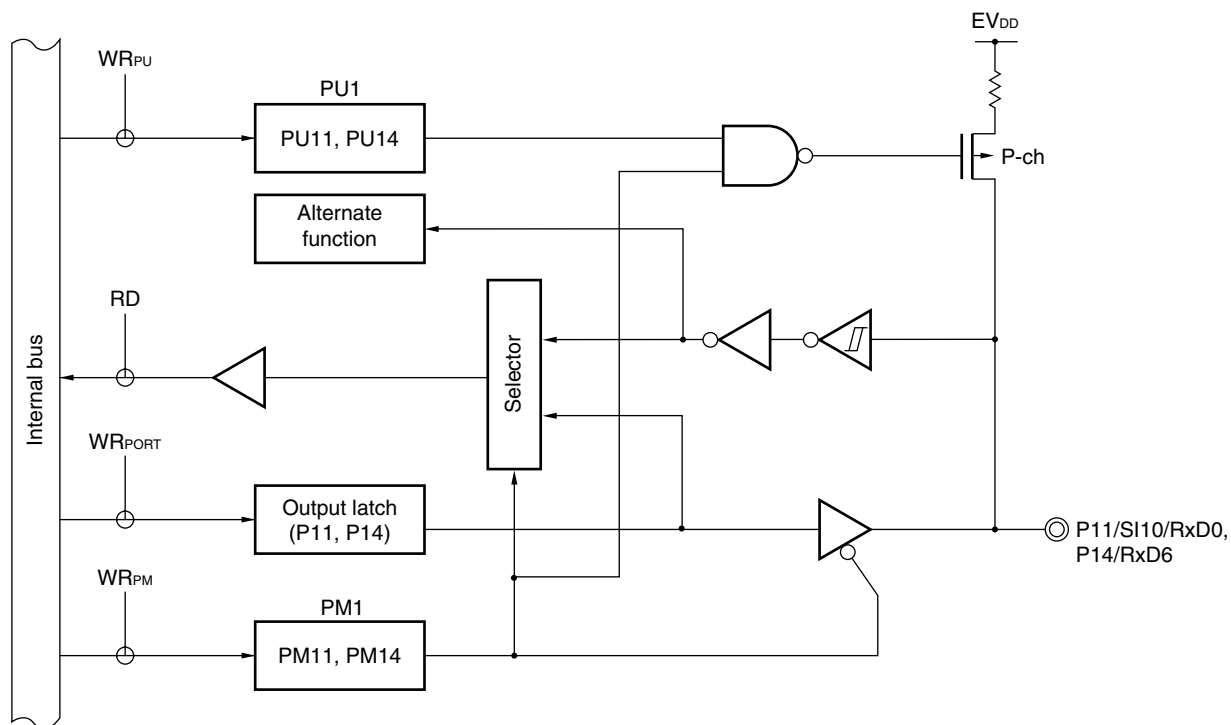 EVDD
WRPU
PU1
PU11, PU14
P-ch
Alternate
function
RD
Selector
Internal bus
WRPORT
Output latch
(P11, P14)
P11/SI10/RxD0,
P14/RxD6
WRPM
PM1
PM11, PM14